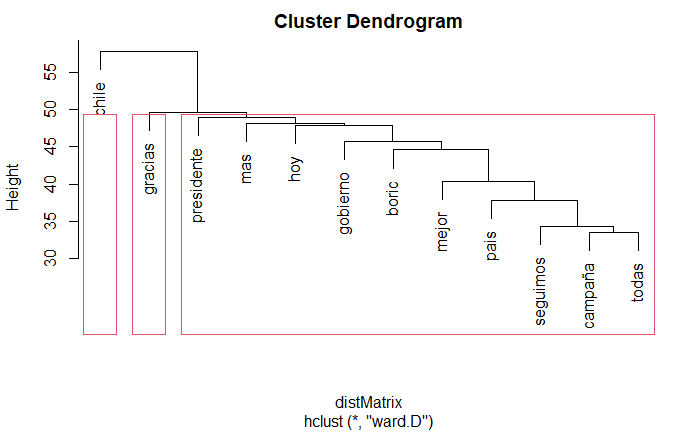 Cluster Dendrogram
Height
55
50
45
40
35
30
chile
gracias
presidente
mas
hoy
gobierno
boric
mejor
pais
seguimos
campaña
todas
distMatrix
hclust (*, "ward.D")